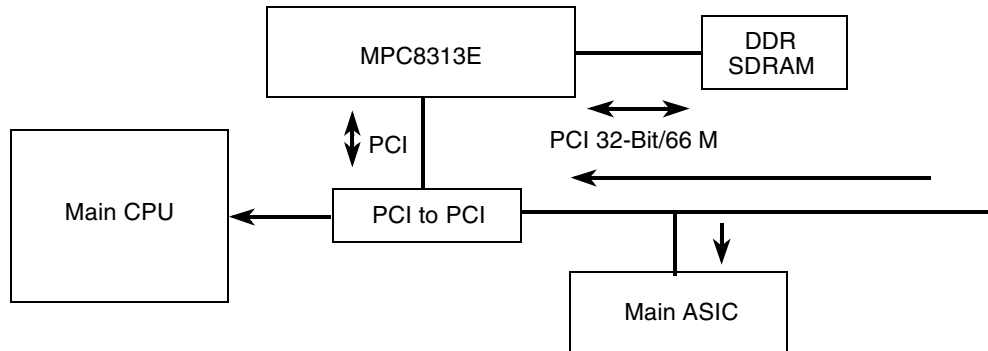 MPC8313E
DDR
SDRAM
PCI
PCI 32-Bit/66 M
Main CPU
PCI to PCI
Main ASIC